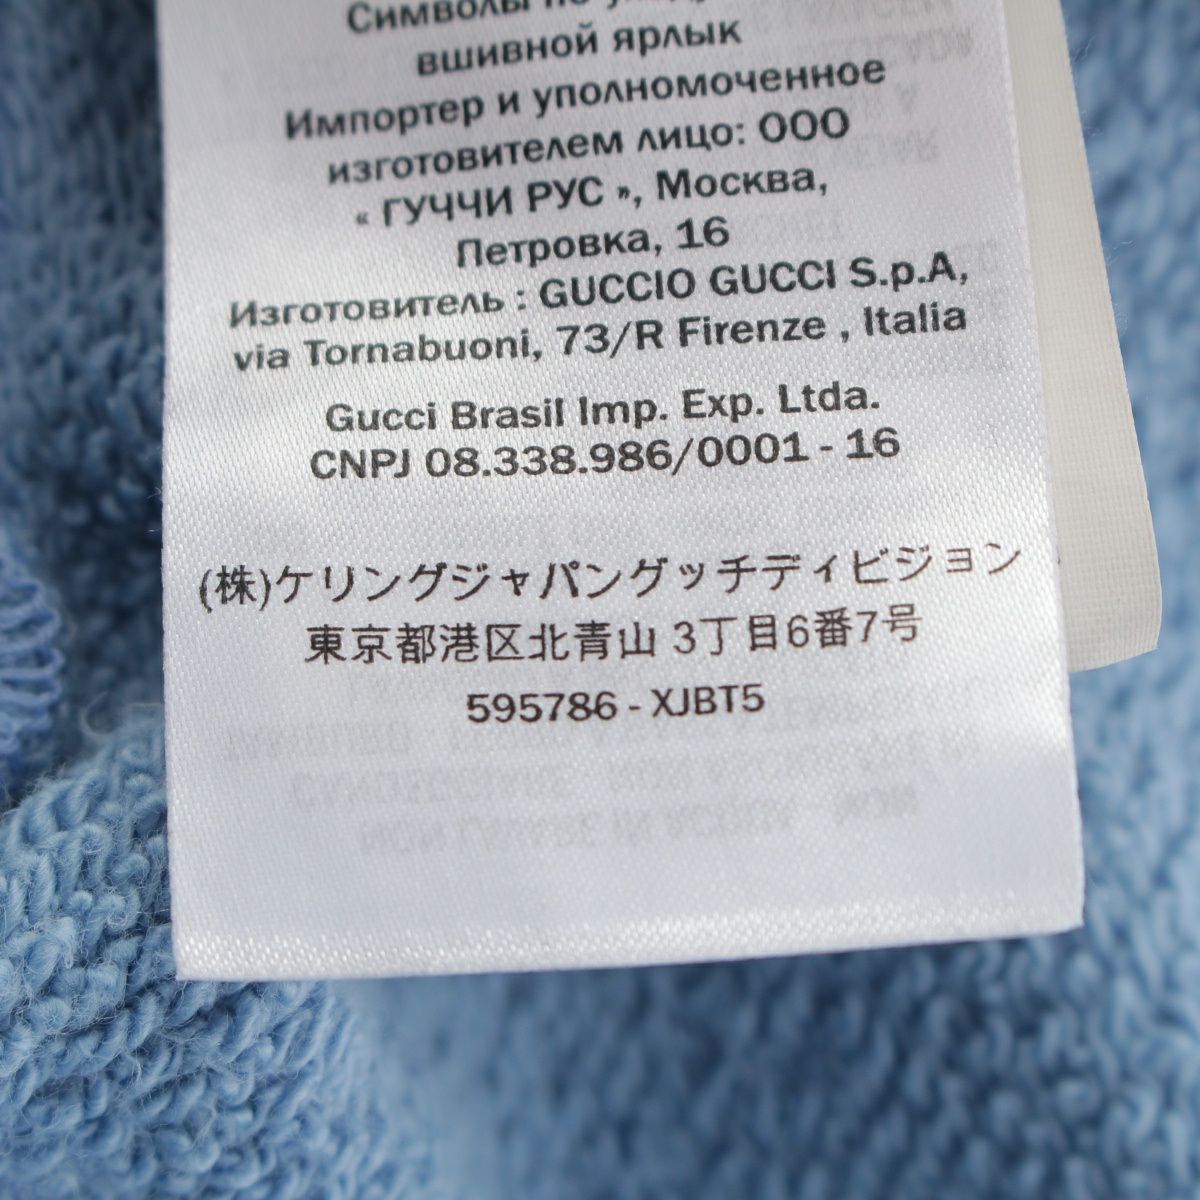 Символы по
вшивной ярлык
Импортер и уполномоченное
изготовителем лицо: ООО
« ГУЧЧИ РУС », Москва,
Петровка, 16
Изготовитель : GUCCIO GUCCI S.p.A,
via Tornabuoni, 73/R Firenze , Italia
Gucci Brasil Imp. Exp. Ltda.
CNPJ 08.338.986/0001 - 16
(株)ケリングジャパングッチディビジョン
東京都港区北青山 3丁目6番7号
595786 - XJBT5